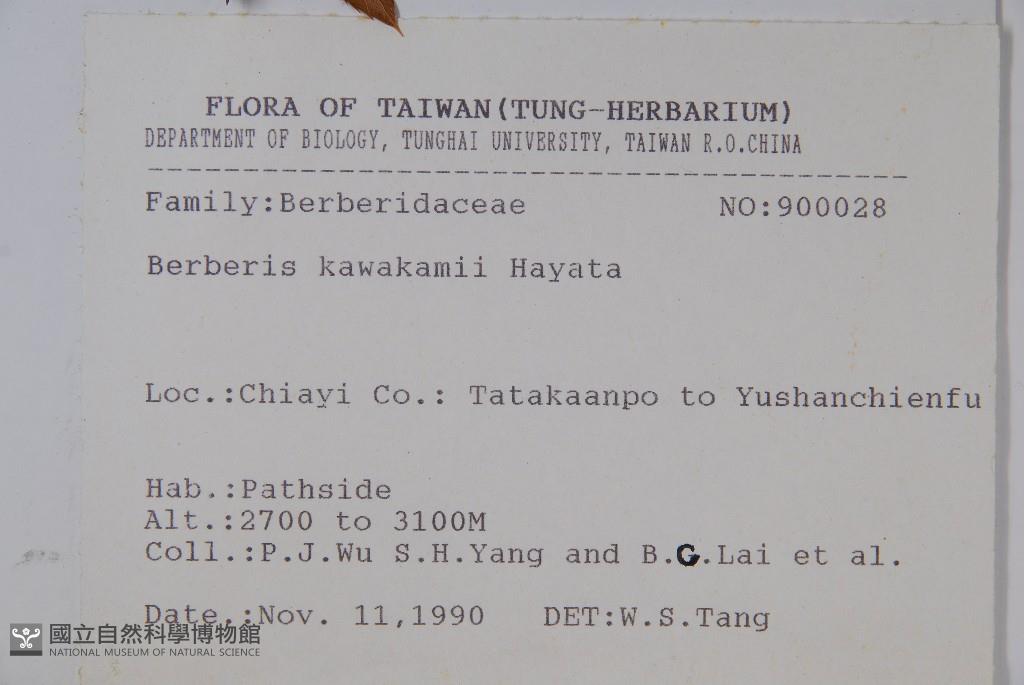 FLORA OF TAIWAN(TUNG-HERBARIUM)
DEPARTMENT OF BIOLOGY, TUNGHAI UNIVERSITY, TAIWAN R.O.CHINA
Family:Berberidaceae NO:900028
Berberis kawakamii Hayata
Loc.:Chiayi Co.: Tatakaanpo to Yushanchienfu
Hab.:Pathside
Alt.:2700 to 3100M
Coll.:P.J.Wu S.H.Yang and B.G.Lai et al.
Date.:Nov. 11,1990 DET:W.S.Tang
國立自然科學博物館
NATIONAL MUSEUM OF NATURAL SCIENCE